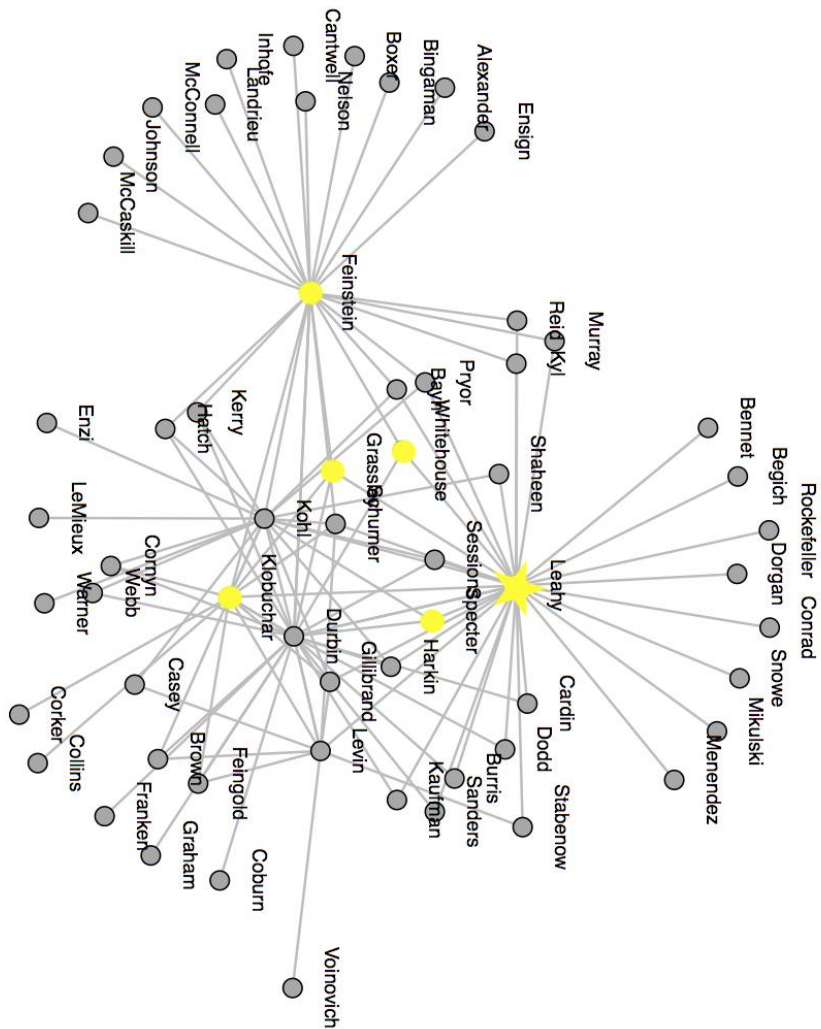 Ensign
Alexander
Bingaman
Boxer
Nelson
Cantwell
Landrieu
Inhofe
McConnell
Johnson
McCaskill
Feinstein
Murray
Kyl
Reid
Pryor
Bayh
Whitehouse
Kerry
Hatch
Enzi
Grassley
Schumer
Shaheen
Bennet
Begich
Rockefeller
Dorgan
Conrad
Snowe
Mikulski
Menendez
Leahy
Sessions
Specter
Kohl
LeMieux
Cornyn
Webb
Warner
Klobuchar
Durbin
Gillibrand
Harkin
Cardin
Dodd
Stabenow
Burris
Sanders
Kaufman
Levin
Casey
Corker
Collins
Brown
Feingold
Franken
Graham
Coburn
Voinovich